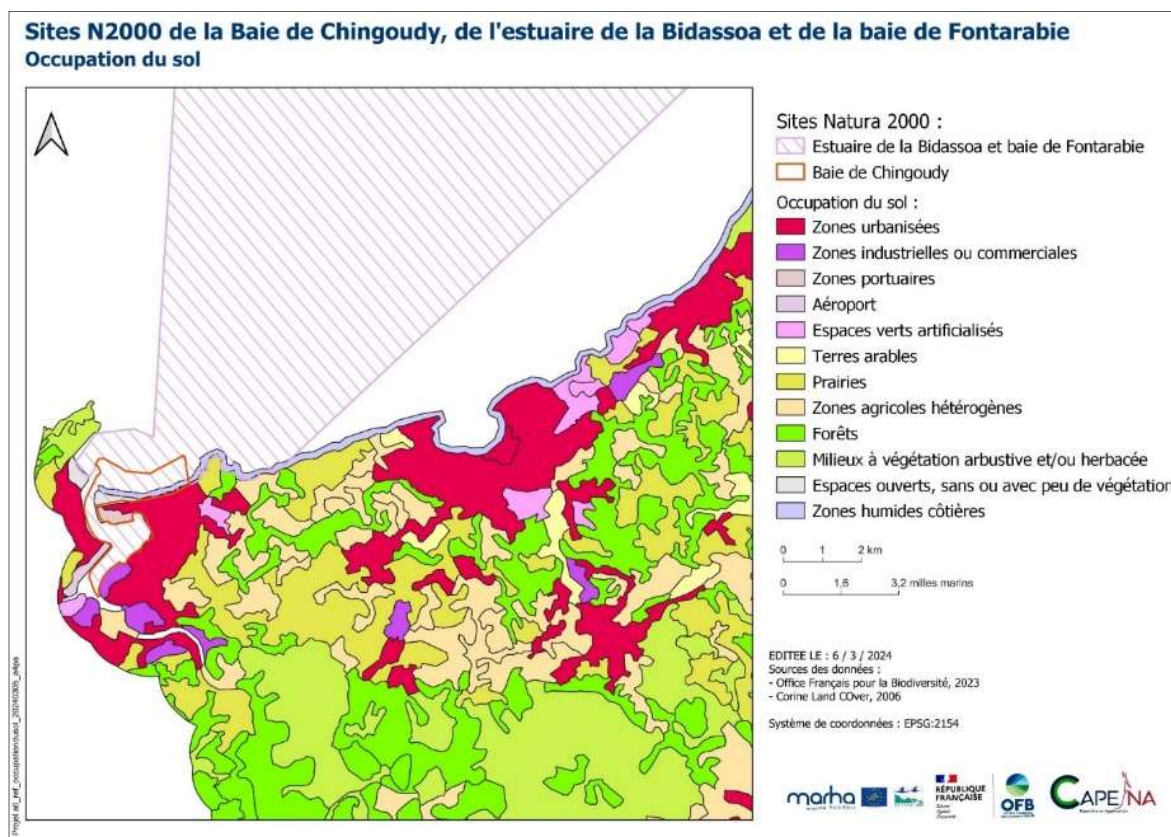 Sites N2000 de la Baie de Chingoudy, de l'estuaire de la Bidassoa et de la baie de Fontarabie
Occupation du sol
Sites Natura 2000 :
Estuaire de la Bidassoa et baie de Fontarabie
Baie de Chingoudy
Occupation du sol :
Zones urbanisées
Zones industrielles ou commerciales
Zones portuaires
Aéroport
Espaces verts artificialisés
Terres arables
Prairies
Zones agricoles hétérogènes
Forêts
Milieux à végétation arbustive et/ou herbacée
Espaces ouverts, sans ou avec peu de végétation
Zones humides côtières
0 1 2 km
0 1,6 3,2 milles marins
EDITEE LE : 6 / 3 / 2024
Sources des données :
- Office Français pour la Biodiversité, 2023
- Corine Land COver, 2006
Système de coordonnées : EPSG:2154
marha
RÉPUBLIQUE
FRANÇAISE
OFB
CAPENA